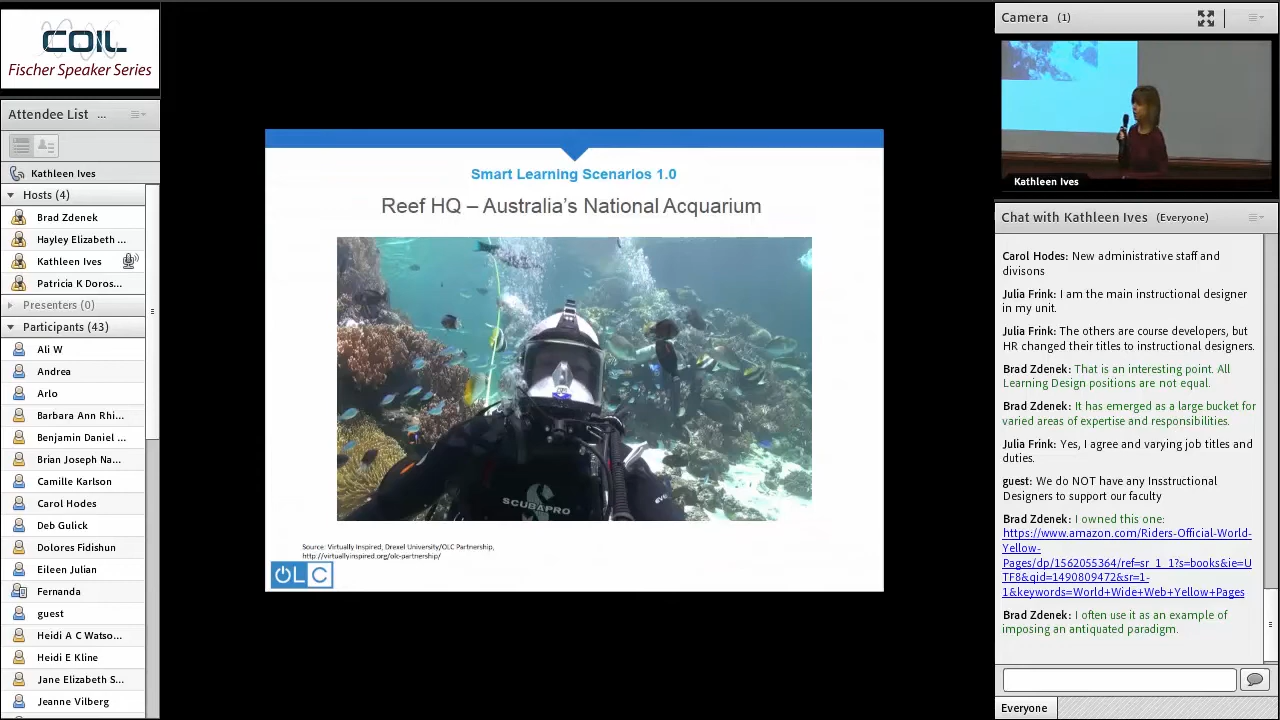 COIL
Fischer Speaker Series
Attendee List ...
Kathleen Ives
Hosts (4)
Brad Zdenek
Hayley Elizabeth ...
Kathleen Ives
Patricia K Doros...
Presenters (0)
Participants (43)
Ali W
Andrea
Arlo
Barbara Ann Rhi...
Benjamin Daniel ...
Brian Joseph Na...
Camille Karlson
Carol Hodes
Deb Gulick
Dolores Fidishun
Eileen Julian
Fernanda
guest
Heidi A C Watso...
Heidi E Kline
Jane Elizabeth S...
Jeanne Vilberg
Smart Learning Scenarios 1.0
Reef HQ – Australia's National Acquarium
SCUBAPRO
Source: Virtually Inspired, Drexel University/OLC Partnership,
http://virtuallyinspired.org/olc-partnership/
OLC
Camera (1)
Kathleen Ives
Chat with Kathleen Ives (Everyone)
Carol Hodes: New administrative staff and
divisons
Julia Frink: I am the main instructional designer
in my unit.
Julia Frink: The others are course developers, but
HR changed their titles to instructional designers.
Brad Zdenek: That is an interesting point. All
Learning Design positions are not equal.
Brad Zdenek: It has emerged as a large bucket for
varied areas of expertise and responsibilities.
Julia Frink: Yes, I agree and varying job titles and
duties.
guest: We do NOT have any Insstructional
Designers to support our faculty
Brad Zdenek: I owned this one:
https://www.amazon.com/Riders-Official-World-
Yellow-
Pages/dp/1562055364/ref=sr_1_1?s=books&ie=U
TF8&qid=1490809472&sr=1-
1&keywords=World+Wide+Web+Yellow+Pages
Brad Zdenek: I often use it as an example of
imposing an antiquated paradigm.
Everyone